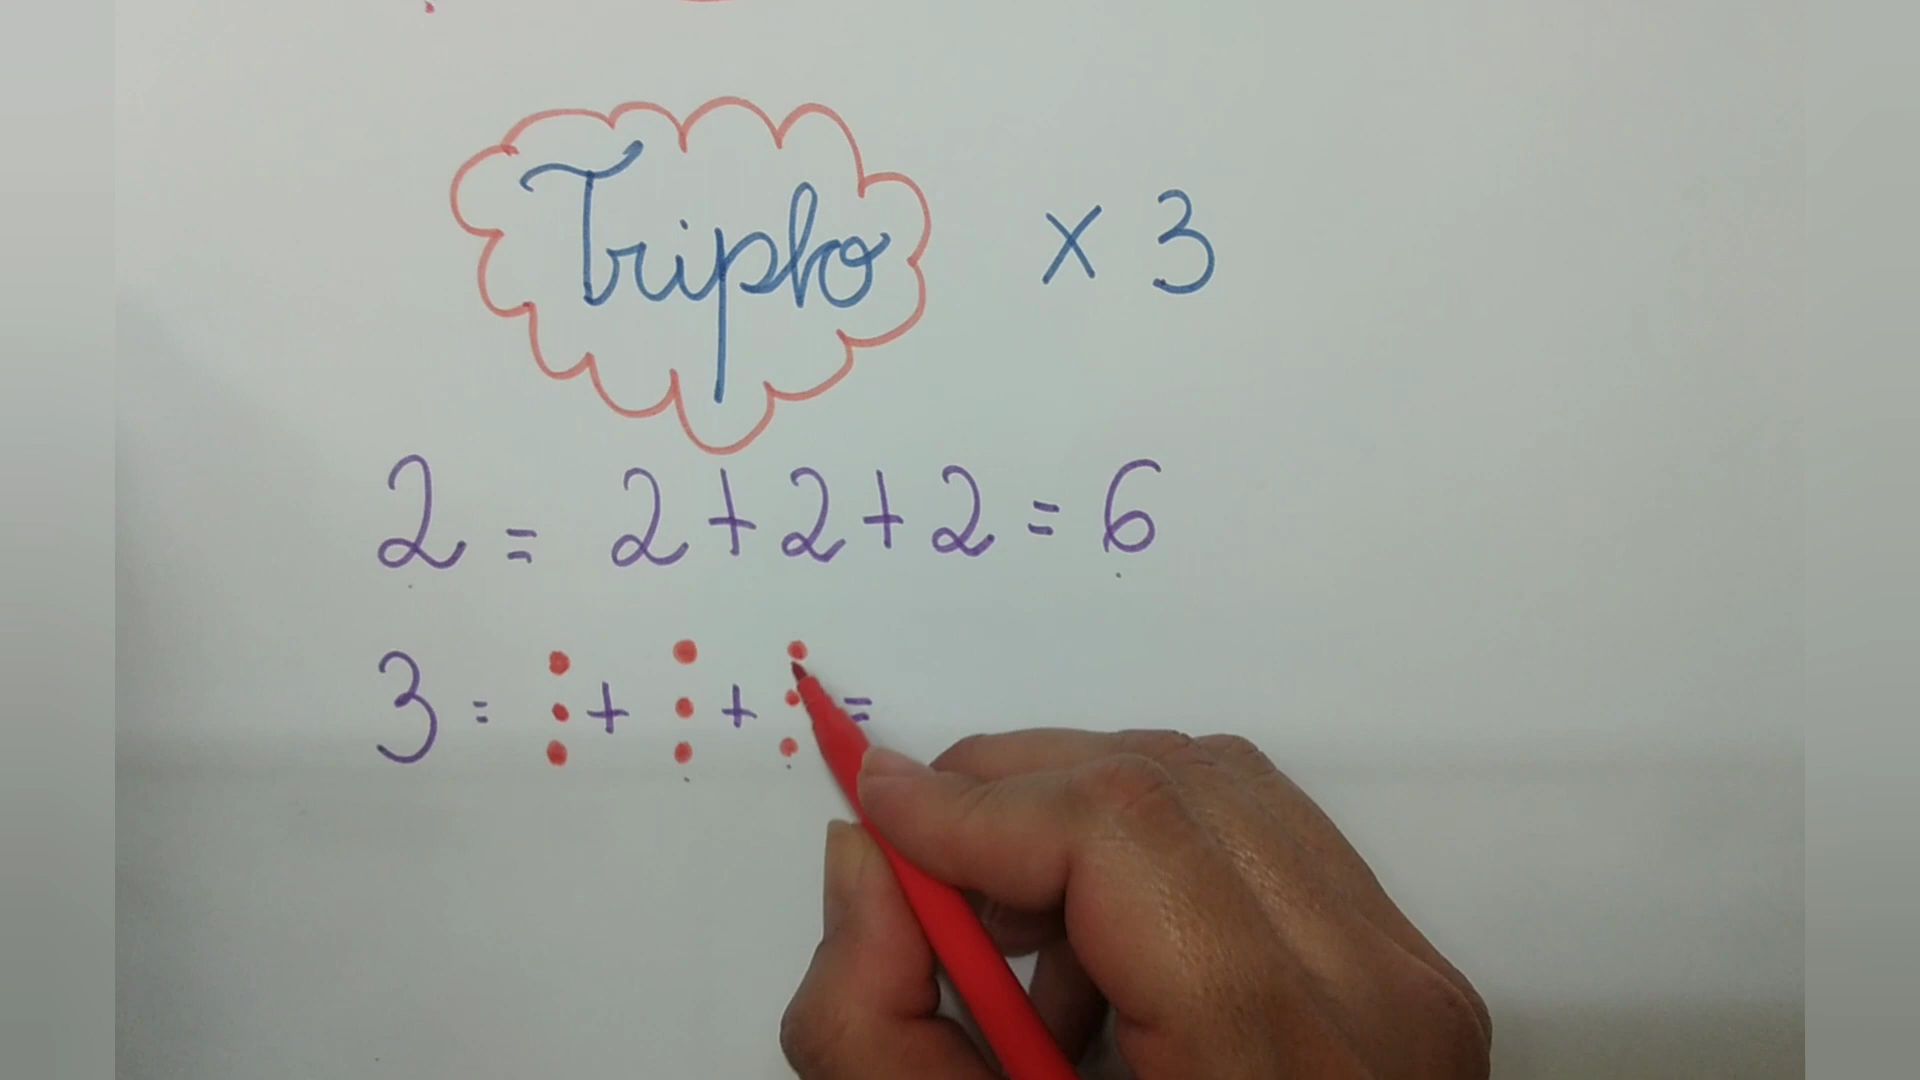 Triplo x 3
2 = 2 + 2 + 2 = 6
3 = + + =